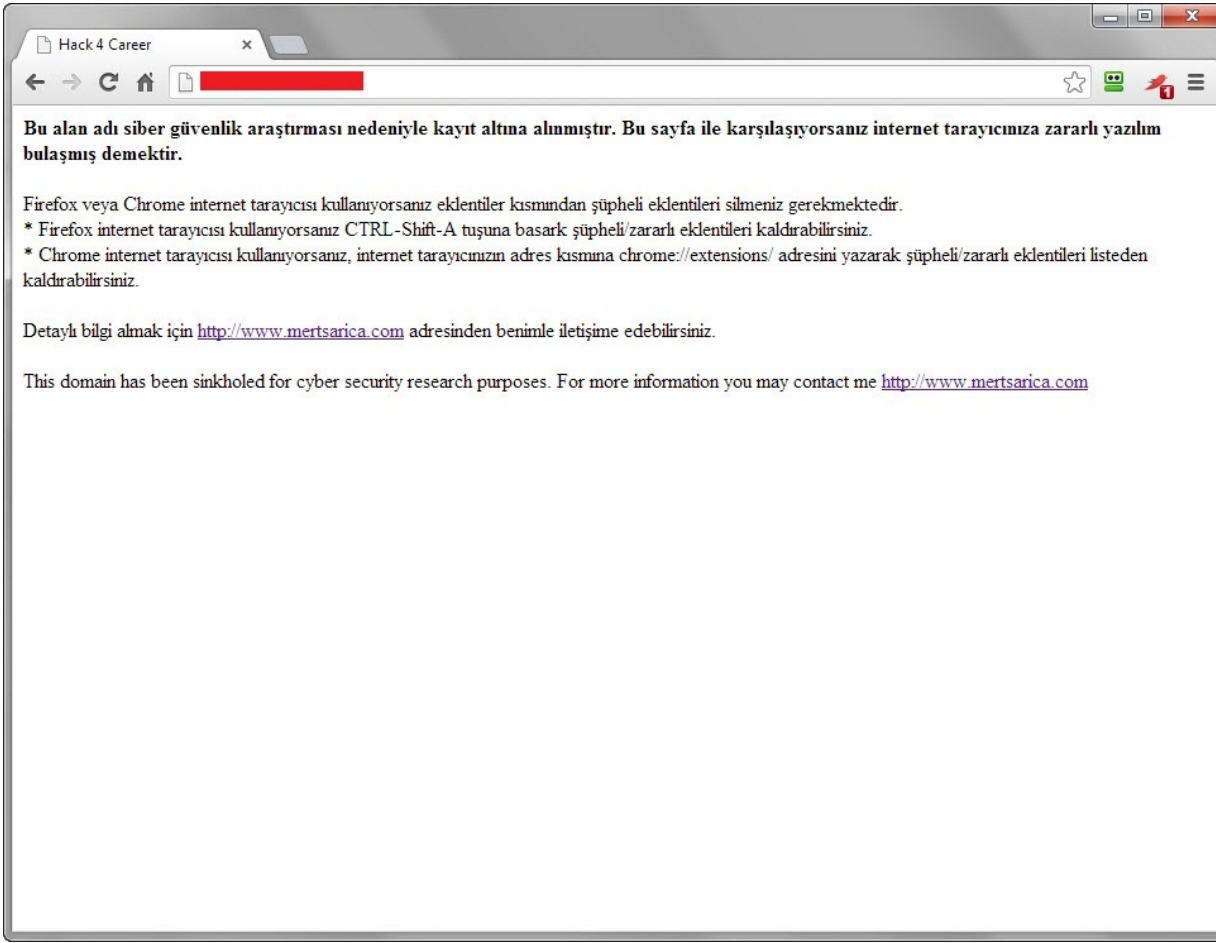 Hack 4 Career
Bu alan adı siber güvenlik araştırması nedeniyle kayıt altına alınmıştır. Bu sayfa ile karşılaşıyorsanız internet tarayıcınıza zararlı yazılım
bulaşmış demektir.
Firefox veya Chrome internet tarayıcısı kullanıyorsanız eklentiler kısmından şüpheli eklentileri silmeniz gerekmektedir.
* Firefox internet tarayıcısı kullanıyorsanız CTRL-Shift-A tuşuna basark şüpheli/zararlı eklentileri kaldırabilirsiniz.
* Chrome internet tarayıcısı kullanıyorsanız, internet tarayıcınızın adres kısmına chrome://extensions/ adresini yazarak şüpheli/zararlı eklentileri listeden
kaldırabilirsiniz.
Detaylı bilgi almak için http://www.mertsarica.com adresinden benimle iletişime edebilirsiniz.
This domain has been sinkholed for cyber security research purposes. For more information you may contact me http://www.mertsarica.com
1